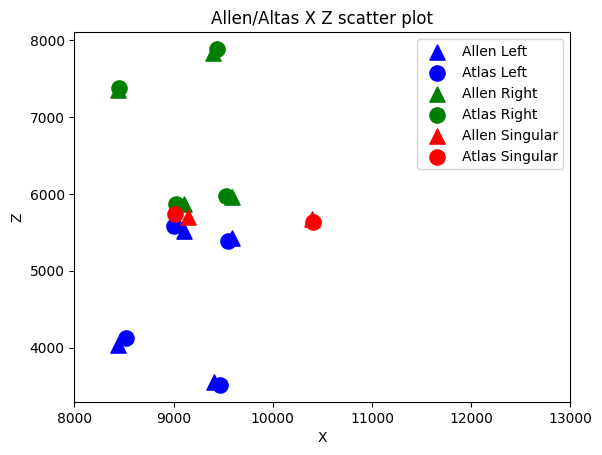 Allen/Altas X Z scatter plot
8000
7000
6000
5000
4000
Z
8000
9000
10000
11000
12000
13000
X
Allen Left
Atlas Left
Allen Right
Atlas Right
Allen Singular
Atlas Singular